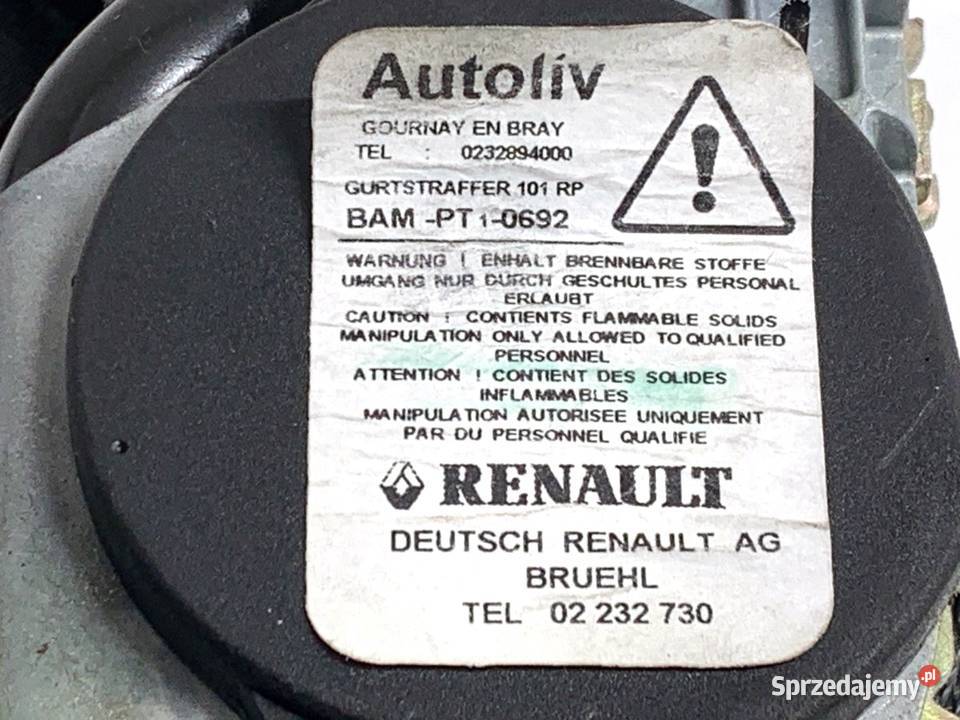 Autoliv
GOURNAY EN BRAY
TEL : 0232894000
GURTSTRAFFER 101 RP
BAM -PT1-0692
WARNUNG ! ENHALT BRENNBARE STOFFE
UMGANG NUR DURCH GESCHULTES PERSONAL
ERLAUBT
CAUTION : CONTIENTS FLAMMABLE SOLIDS
MANIPULATION ONLY ALLOWED TO QUALIFIED
PERSONNEL
ATTENTION ! CONTIENT DES SOLIDES
INFLAMMABLES
MANIPULATION AUTORISEE UNIQUEMENT
PAR DU PERSONNEL QUALIFIE
RENAULT
DEUTSCH RENAULT AG
BRUEHL
TEL 02 232 730
Sprzedajemy.pl